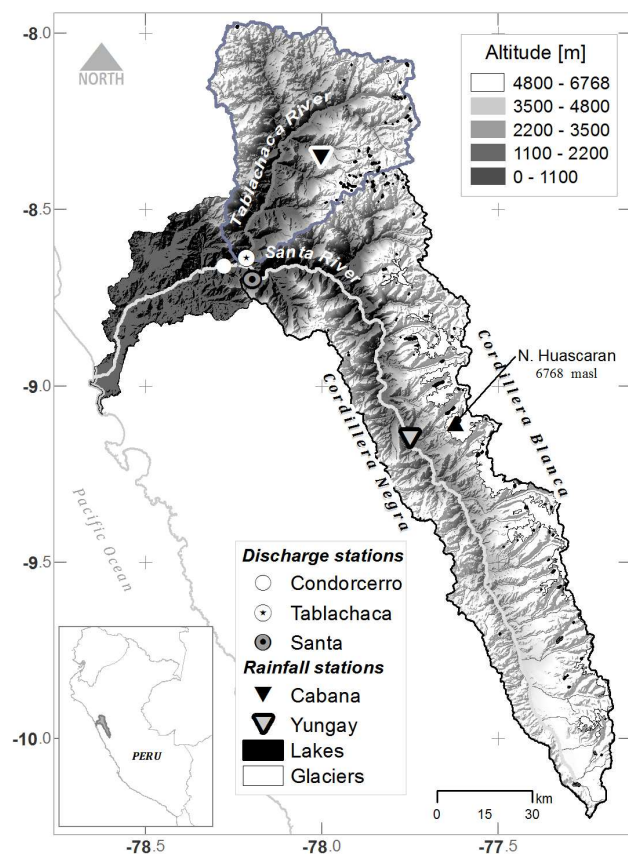 -8.0
-8.5
-9.0
-9.5
-10.0
-78.5
-78.0
-77.5
NORTH
Altitude [m]
4800 - 6768
3500 - 4800
2200 - 3500
1100 - 2200
0 - 1100
Tablachaca River
Santa River
Cordillera Blanca
N. Huascaran
6768 masl
Cordillera Negra
Pacific Ocean
Discharge stations
Condorcerro
Tablachaca
Santa
Rainfall stations
Cabana
Yungay
Lakes
Glaciers
PERU
km
0 15 30